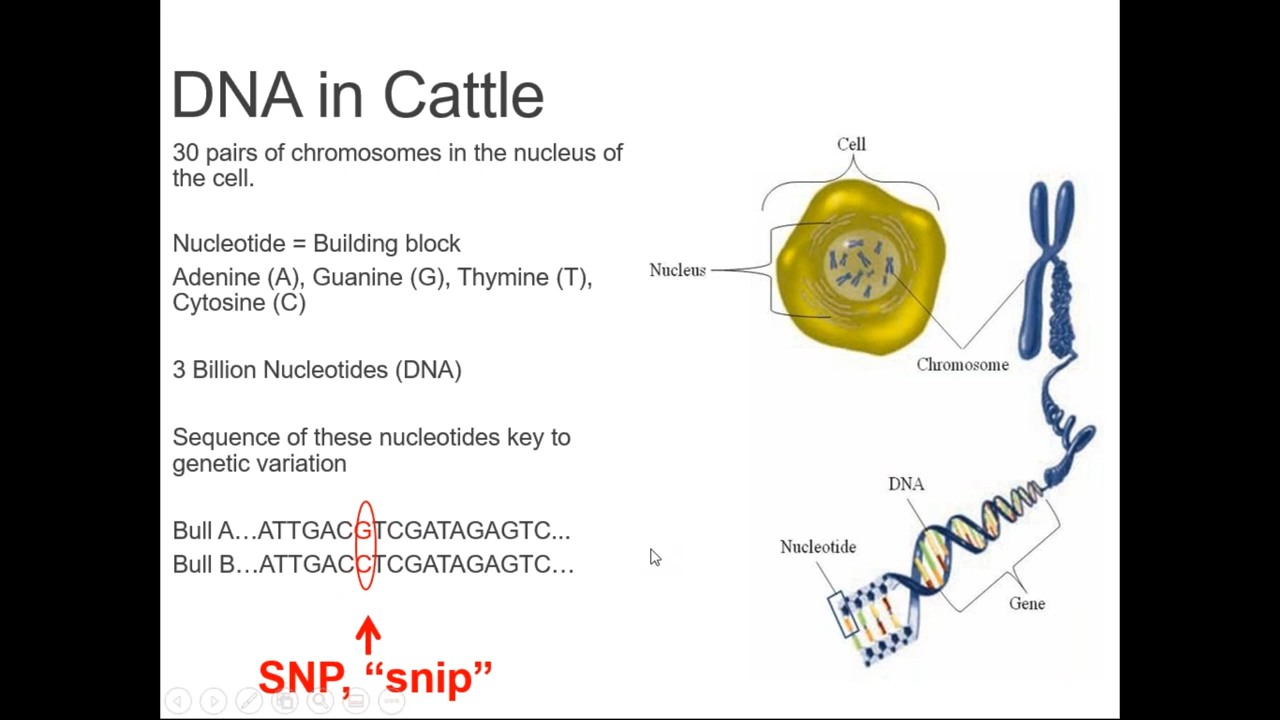 DNA in Cattle
30 pairs of chromosomes in the nucleus of
the cell.
Nucleotide = Building block
Adenine (A), Guanine (G), Thymine (T),
Cytosine (C)
3 Billion Nucleotides (DNA)
Sequence of these nucleotides key to
genetic variation
Bull A…ATTGACGTCGATAGAGTC...
Bull B…ATTGACCTCGATAGAGTC…
SNP, “snip”
Cell
Nucleus
Chromosome
DNA
Nucleotide
Gene